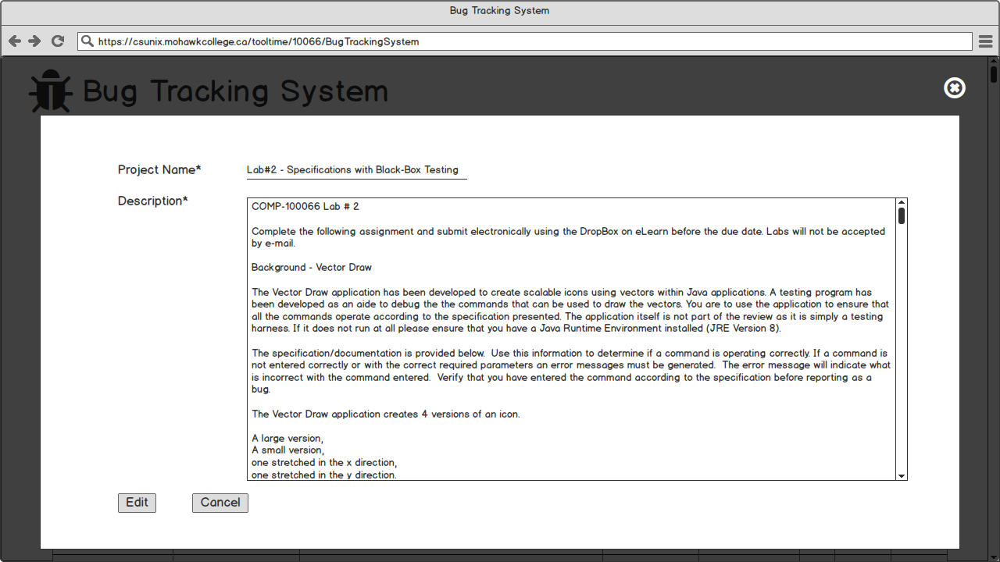 Bug Tracking System
https://csunix.mohawkcollege.ca/tooltime/10066/BugTrackingSystem
Bug Tracking System
Project Name*
Lab#2 - Specifications with Black-Box Testing
Description*
COMP-100066 Lab # 2
Complete the following assignment and submit electronically using the DropBox on eLearn before the due date. Labs will not be accepted
by e-mail.
Background - Vector Draw
The Vector Draw application has been developed to create scalable icons using vectors within Java applications. A testing program has
been developed as an aide to debug the the commands that can be used to draw the vectors. You are to use the application to ensure that
all the commands operate according to the specification presented. The application itself is not part of the review as it is simply a testing
harness. If it does not run at all please ensure that you have a Java Runtime Environment installed (JRE Version 8).
The specification/documentation is provided below.  Use this information to determine if a command is operating correctly. If a command is
not entered correctly or with the correct required parameters an error messages must be generated.  The error message will indicate what
is incorrect with the command entered.  Verify that you have entered the command according to the specification before reporting as a
bug.
The Vector Draw application creates 4 versions of an icon.
A large version,
A small version,
one stretched in the x direction,
one stretched in the y direction.
Edit
Cancel